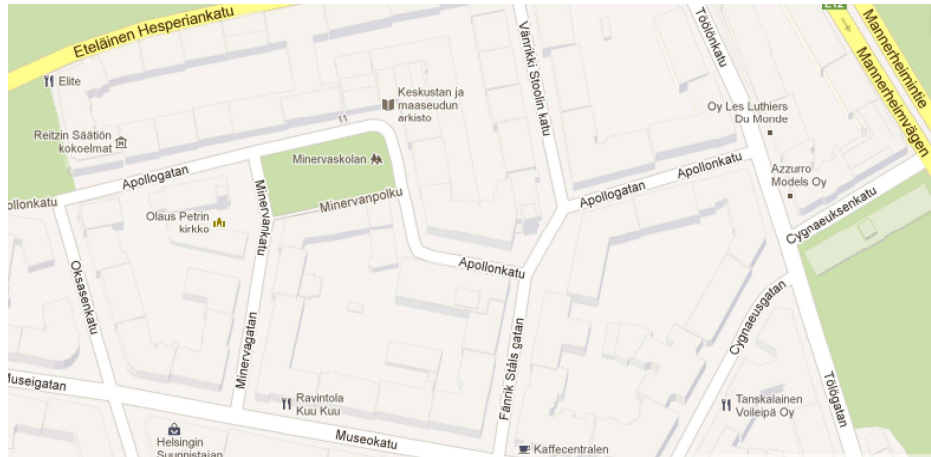 E12
Eteläinen Hesperiankatu
Vänrikki Stoolin katu
Töölönkatu
Mannerheimintie
Mannerheimvägen
Elite
Keskustan ja
maaseudun
arkisto
Oy Les Luthiers
Du Monde
11
Reitzin Säätiön
kokoelmat
Minervaskolan
Apollonkatu
Azzurro
Models Oy
Apollogatan
Apollogatan
ollonkatu
Minervanpolku
Olaus Petrin
kirkko
Minervankatu
Cygnaeuksenkatu
Apollonkatu
Oksasenkatu
Cygnaeusgatan
Minervagatan
Fänrik Ståls gatan
Museigatan
Tölögatan
Ravintola
Kuu Kuu
Tanskalainen
Voileipä Oy
Museokatu
Helsingin
Suunnistajan
Kaffecentralen